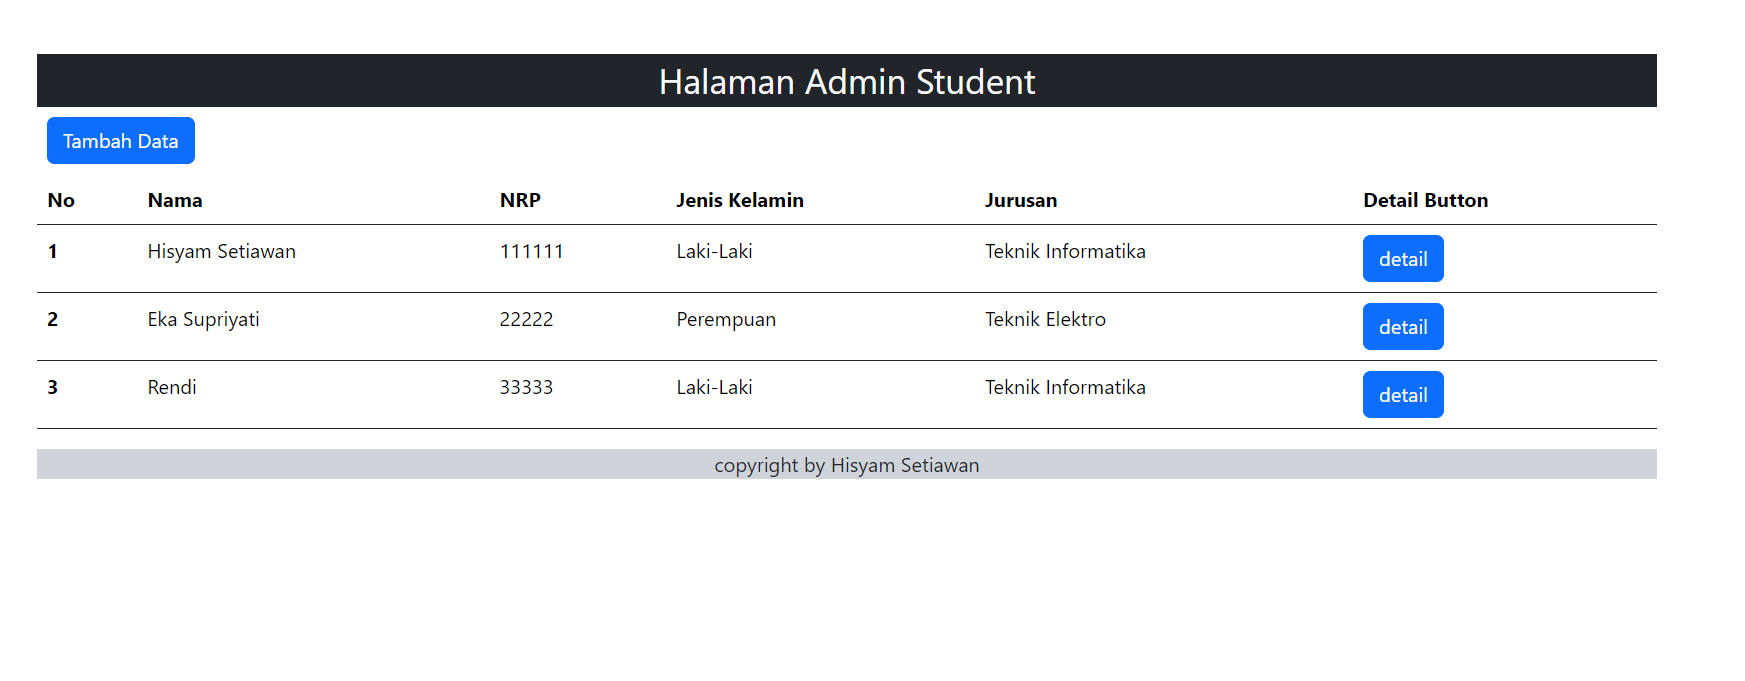 Halaman Admin Student
Tambah Data
No Nama NRP Jenis Kelamin Jurusan Detail Button
1 Hisyam Setiawan 111111 Laki-Laki Teknik Informatika detail
2 Eka Supriyati 22222 Perempuan Teknik Elektro detail
3 Rendi 33333 Laki-Laki Teknik Informatika detail
copyright by Hisyam Setiawan